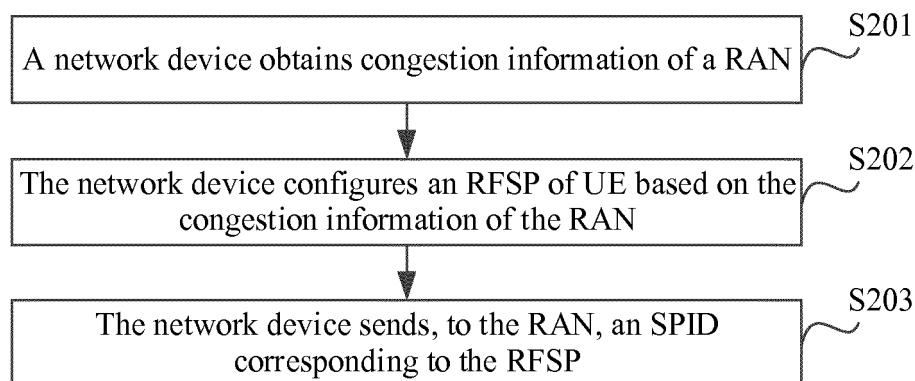 S201
A network device obtains congestion information of a RAN
S202
The network device configures an RFSP of UE based on the
congestion information of the RAN
S203
The network device sends, to the RAN, an SPID
corresponding to the RFSP